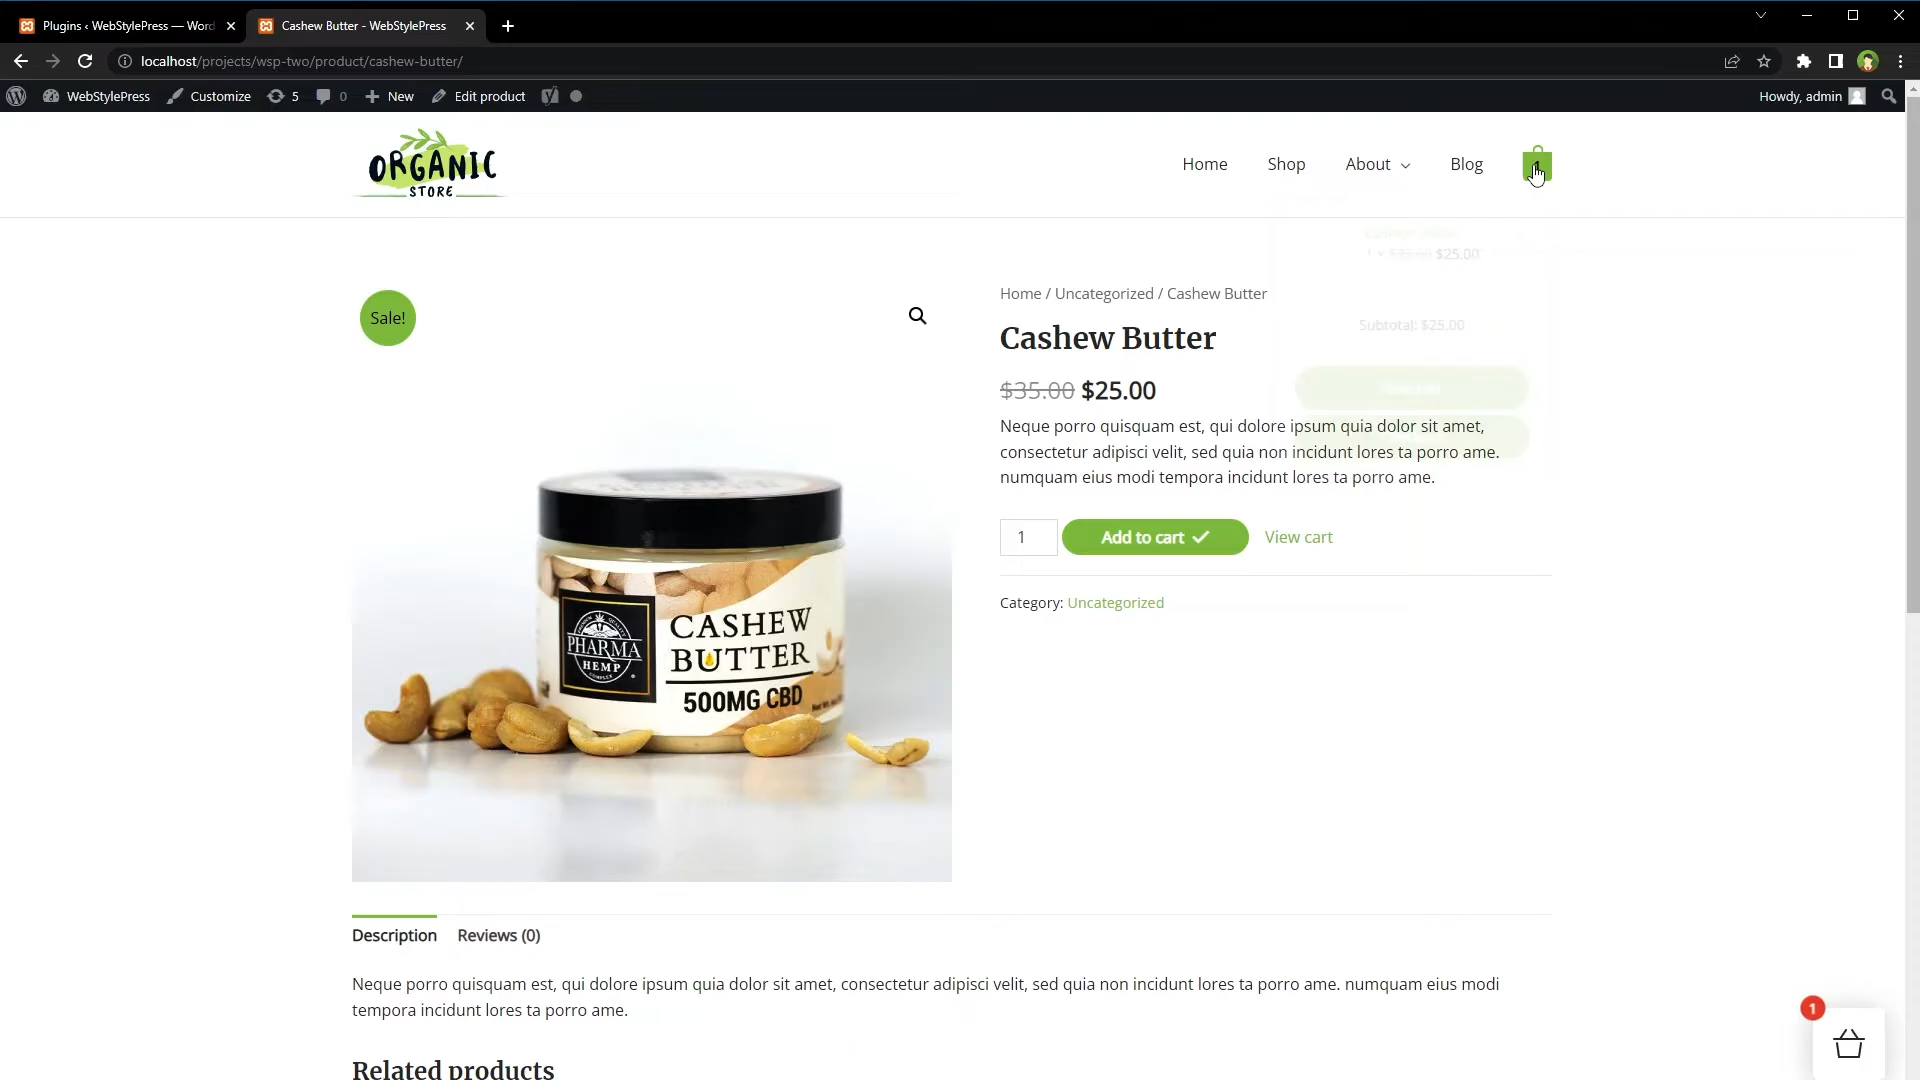 Plugins ‹ WebStylePress — Word
Cashew Butter - WebStylePress
localhost/projects/wsp-two/product/cashew-butter/
WebStylePress
Customize
5
0
New
Edit product
Howdy, admin
ORGANIC
STORE
Home
Shop
About
Blog
$25.00
Subtotal: $25.00
Sale!
Home / Uncategorized / Cashew Butter
Cashew Butter
$35.00 $25.00
Neque porro quisquam est, qui dolore ipsum quia dolor sit amet,
consectetur adipisci velit, sed quia non incidunt lores ta porro ame.
numquam eius modi tempora incidunt lores ta porro ame.
1
Add to cart
View cart
Category: Uncategorized
PHARMA
HEMP
CASHEW
BUTTER
500MG CBD
Description
Reviews (0)
Neque porro quisquam est, qui dolore ipsum quia dolor sit amet, consectetur adipisci velit, sed quia non incidunt lores ta porro ame. numquam eius modi
tempora incidunt lores ta porro ame.
1
Related products